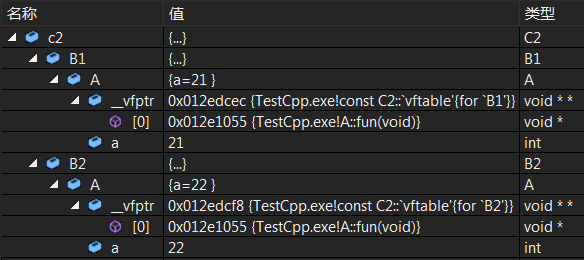 名称 值 类型
c2 {...} C2
B1 {...} B1
A {a=21 } A
__vfptr 0x012edcec {TestCpp.exe!const C2::`vftable'{for `B1'}} void * *
[0] 0x012e1055 {TestCpp.exe!A::fun(void)} void *
a 21 int
B2 {...} B2
A {a=22 } A
__vfptr 0x012edcf8 {TestCpp.exe!const C2::`vftable'{for `B2'}} void * *
[0] 0x012e1055 {TestCpp.exe!A::fun(void)} void *
a 22 int